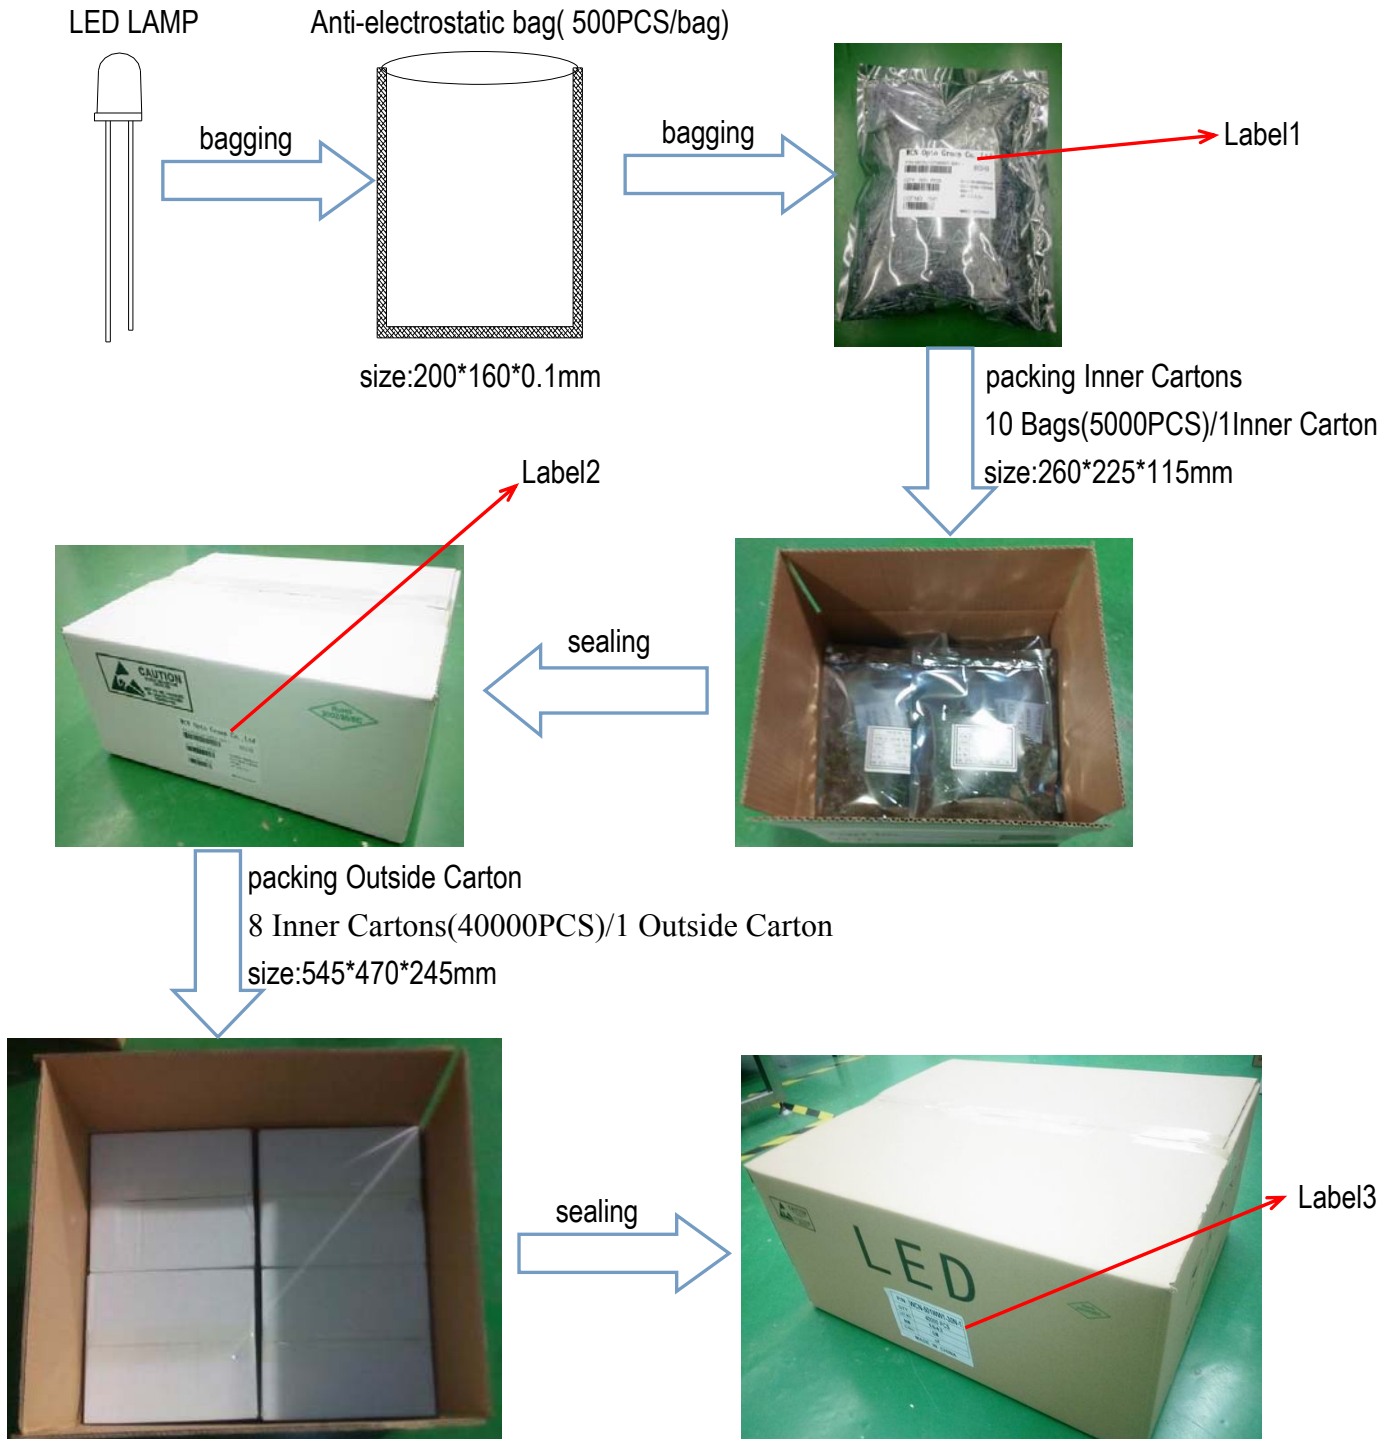 LED LAMP
Anti-electrostatic bag( 500PCS/bag)
bagging
bagging
Label1
size:200*160*0.1mm
packing Inner Cartons
10 Bags(5000PCS)/1Inner Carton
size:260*225*115mm
Label2
CAUTION
sealing
packing Outside Carton
8 Inner Cartons(40000PCS)/1 Outside Carton
size:545*470*245mm
sealing
Label3
LED
40000 PCS